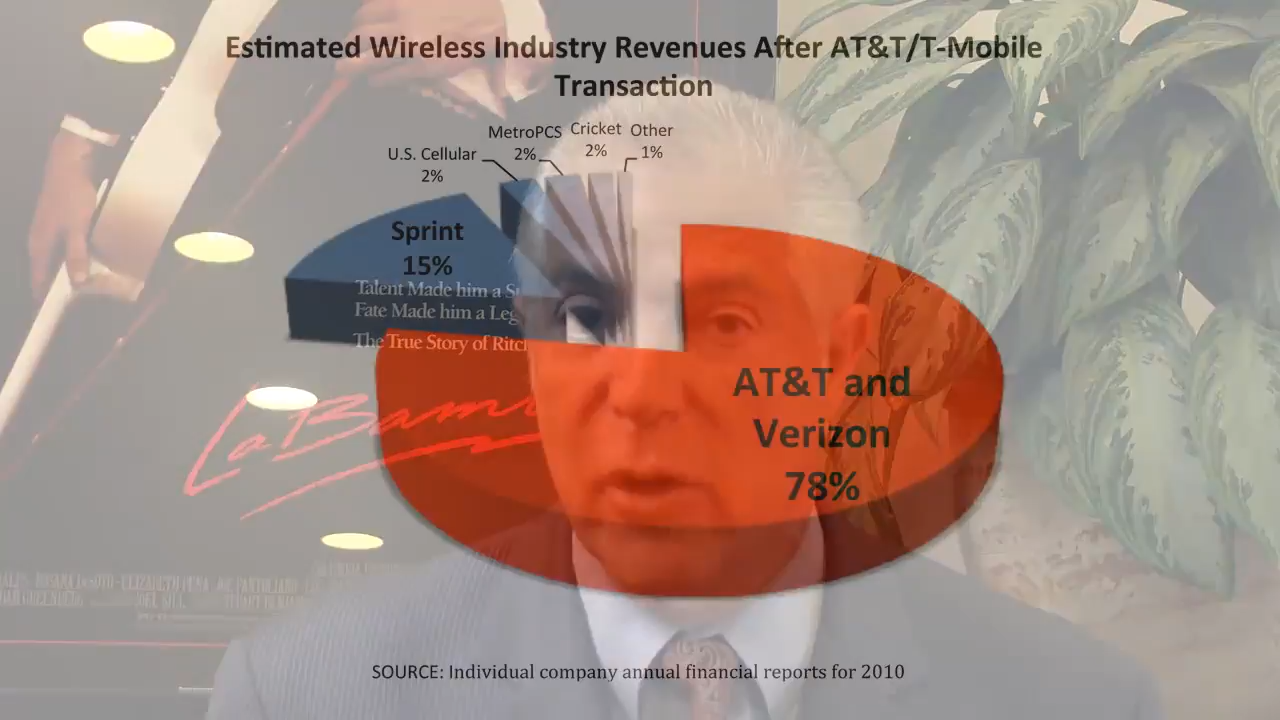 Estimated Wireless Industry Revenues After AT&T/T-Mobile
Transaction
MetroPCS
2%
Cricket
2%
Other
1%
U.S. Cellular
2%
Sprint
15%
Talent Made him a
Fate Made him a
The True Story of
La
AT&T and
Verizon
78%
SOURCE: Individual company annual financial reports for 2010